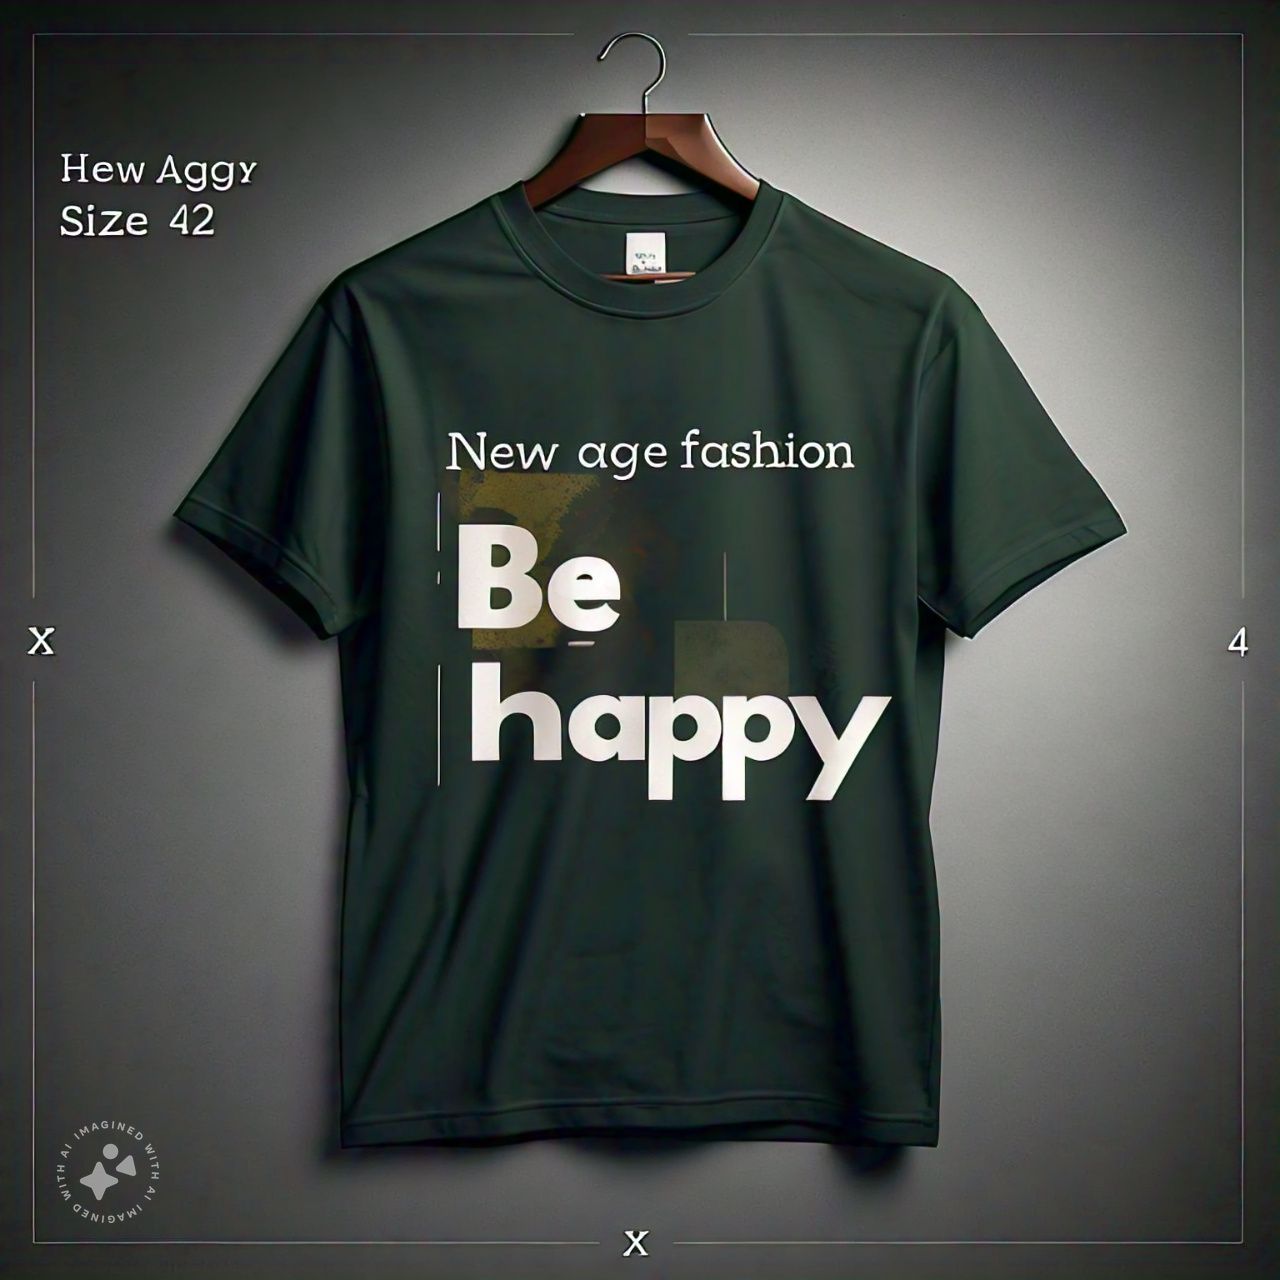 Hew Aggy
Size 42
New age fashion
Be
happy
X
4
X
IMAGINED WITH AI
IMAGINED WITH AI